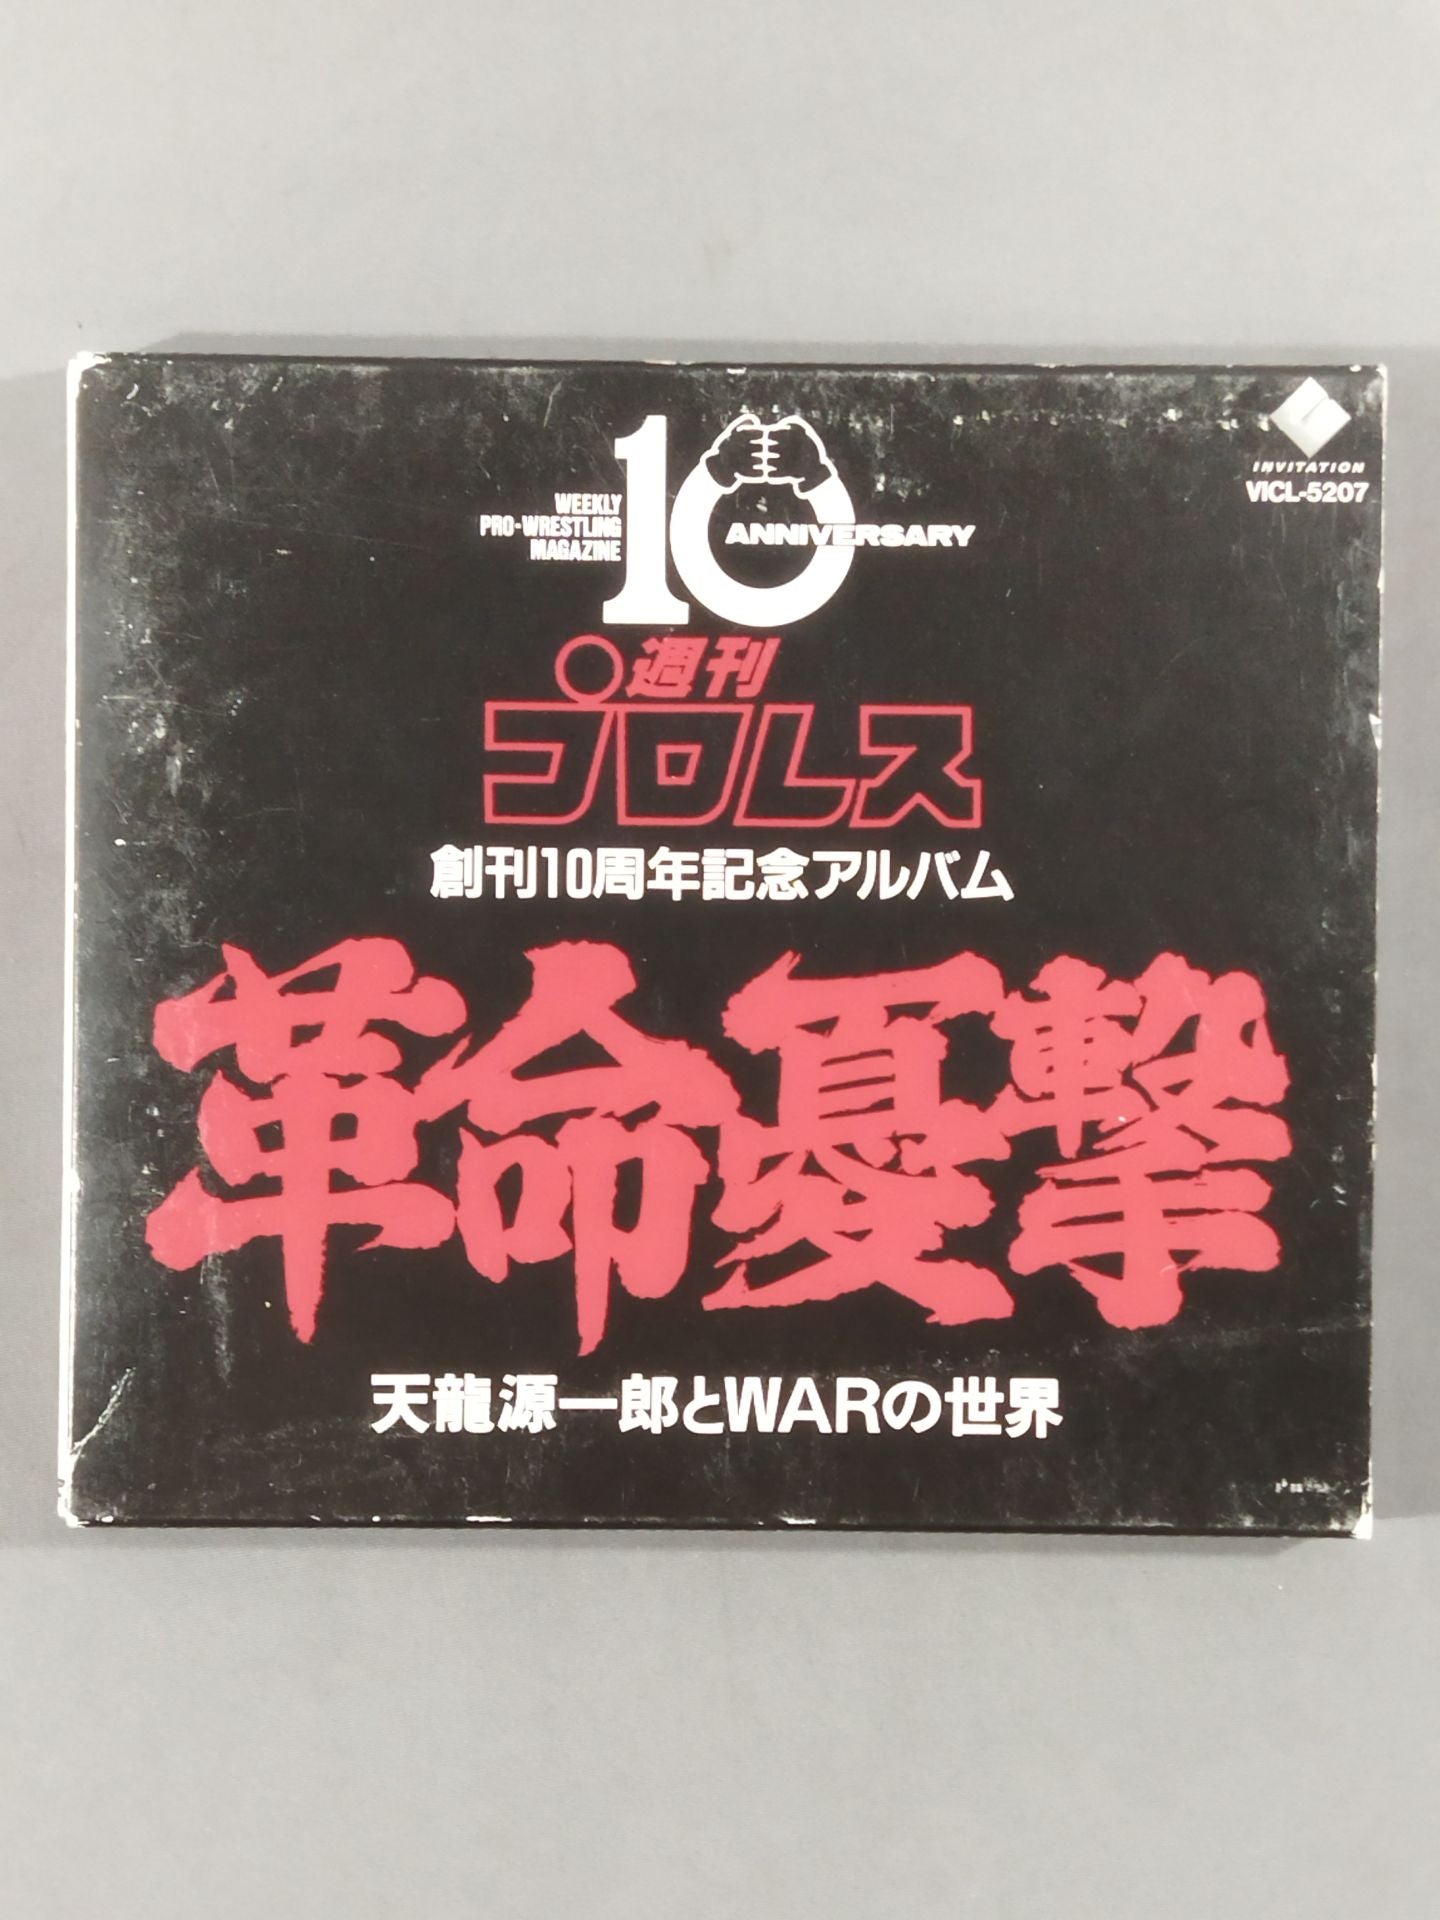 INVITATION
VICL-5207
WEEKLY
PRO-WRESTLING
MAGAZINE
10
ANNIVERSARY
週刊
プロレス
創刊10周年記念アルバム
革命憂撃
天龍源一郎とWARの世界